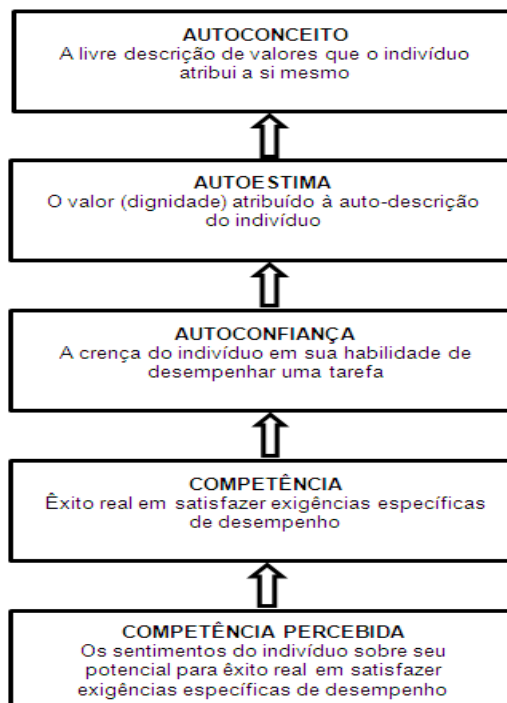 AUTOCONCEITO
A livre descrição de valores que o indivíduo
atribui a si mesmo
AUTOESTIMA
O valor (dignidade) atribuído à auto-descrição
do indivíduo
AUTOCONFIANÇA
A crença do indivíduo em sua habilidade de
desempenhar uma tarefa
COMPETÊNCIA
Êxito real em satisfazer exigências específicas
de desempenho
COMPETÊNCIA PERCEBIDA
Os sentimentos do indivíduo sobre seu
potencial para êxito real em satisfazer
exigências específicas de desempenho